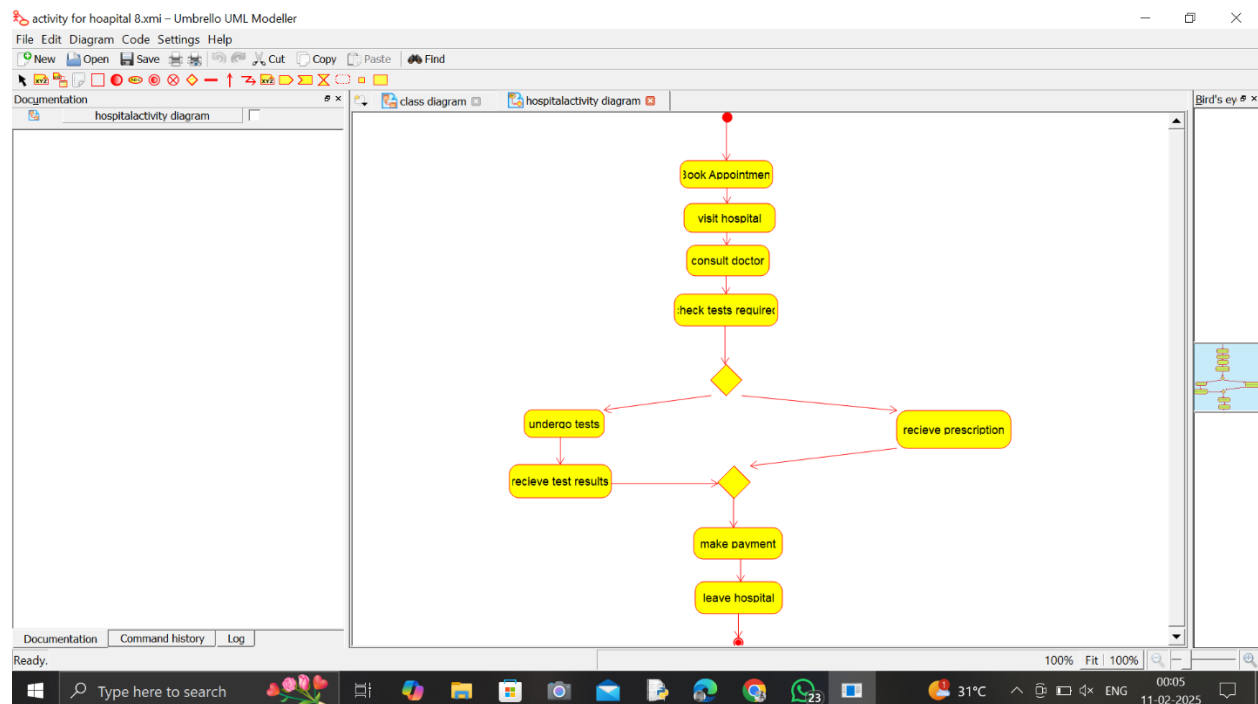 activity for hoapital 8.xmi – Umbrello UML Modeller
File Edit Diagram Code Settings Help
New Open Save Cut Copy Paste Find
Documentation
class diagram
hospitalactivity diagram
Bird's ey
hospitalactivity diagram
Book Appointmen
visit hospital
consult doctor
check tests required
undergo tests
recieve prescription
recieve test results
make payment
leave hospital
Documentation Command history Log
Ready.
100% Fit 100%
Type here to search
23
1
31°C
ENG
00:05
11-02-2025